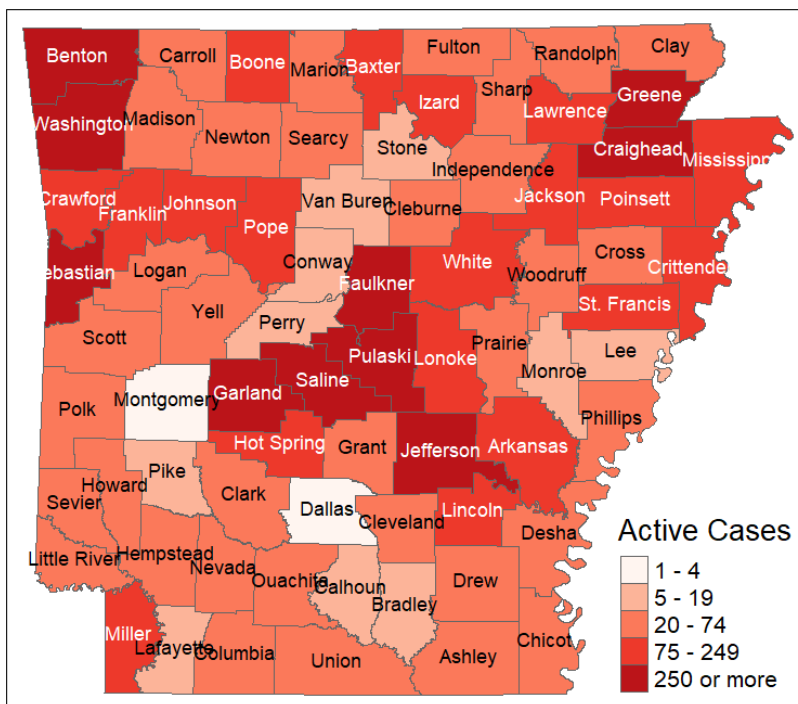 Benton
Carroll
Boone
Marion
Baxter
Fulton
Randolph
Clay
Sharp
Izard
Lawrence
Greene
Washington
Madison
Newton
Searcy
Stone
Independence
Craighead
Mississipp
Crawford
Franklin
Johnson
Pope
Van Buren
Cleburne
Jackson
Poinsett
ebastian
Logan
Conway
Faulkner
White
Woodruff
Cross
Crittende
St. Francis
Scott
Yell
Perry
Pulaski
Lonoke
Prairie
Monroe
Lee
Polk
Montgomery
Garland
Saline
Phillips
Hot Spring
Grant
Jefferson
Arkansas
Sevier
Howard
Pike
Clark
Dallas
Cleveland
Lincoln
Desha
Little River
Hempstead
Nevada
Ouachita
Calhoun
Bradley
Drew
Miller
Lafayette
Columbia
Union
Ashley
Chicot
Active Cases
1 - 4
5 - 19
20 - 74
75 - 249
250 or more